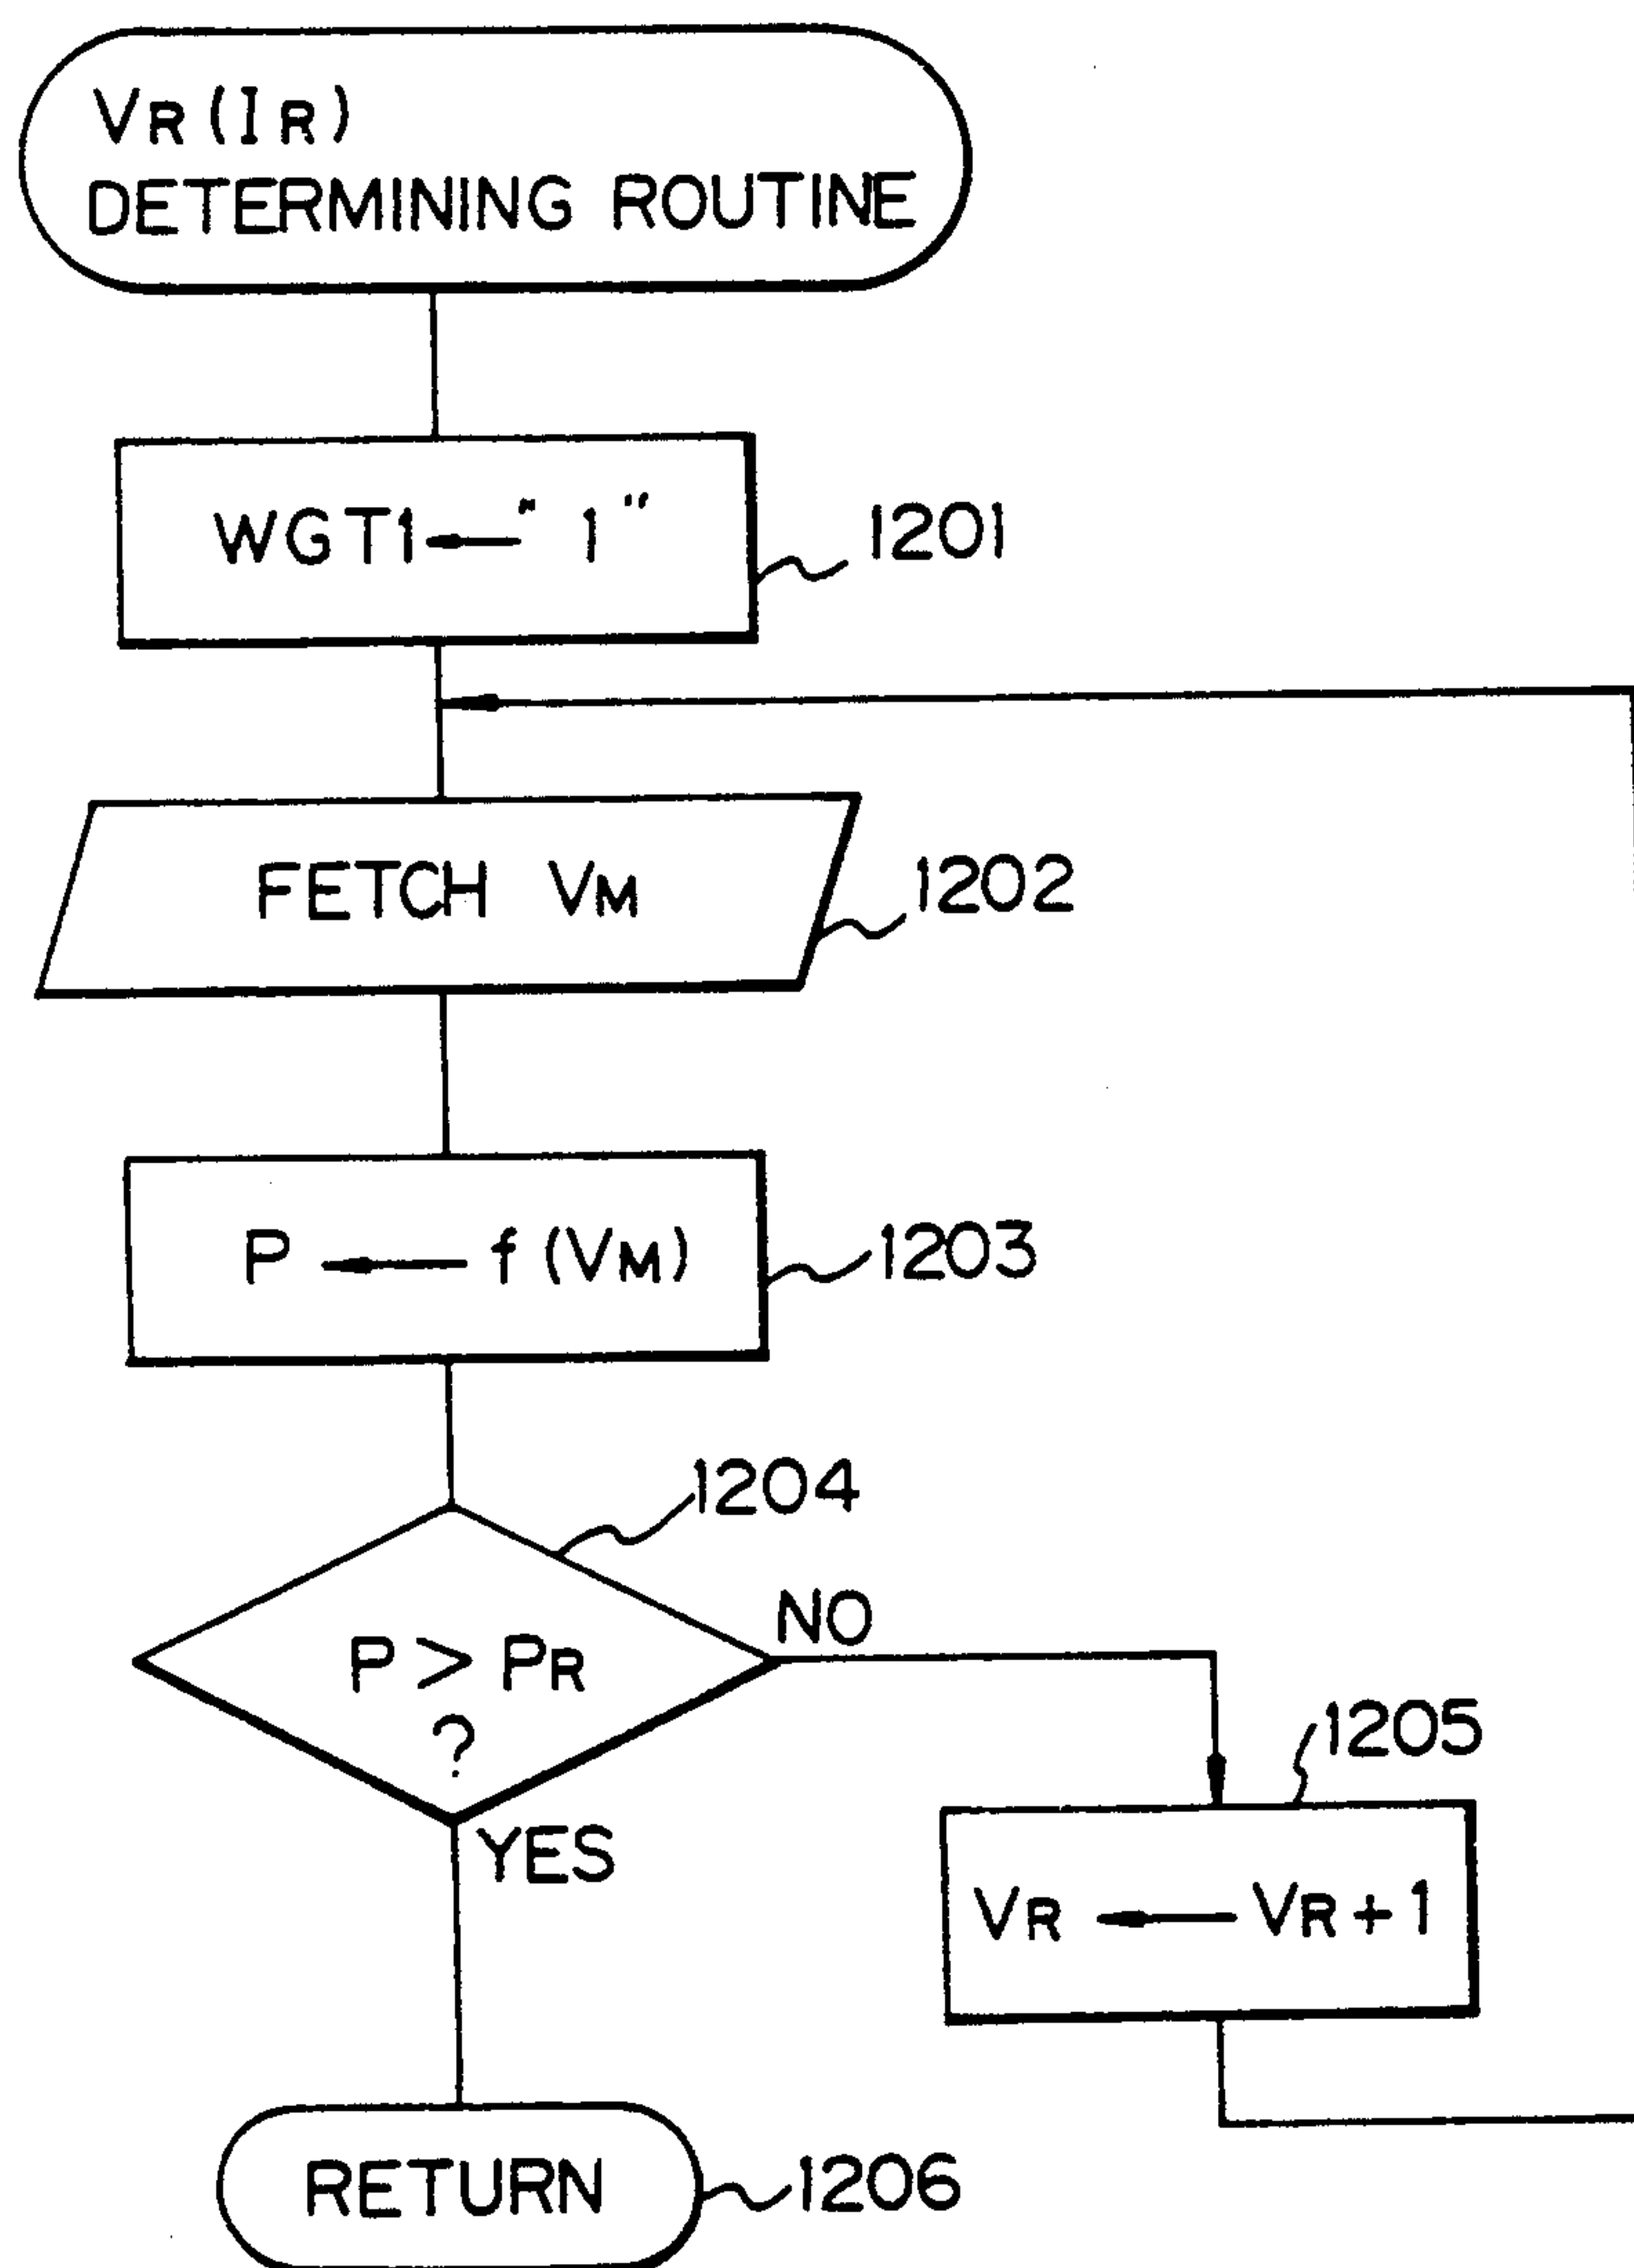 VR (IR)
DETERMINING ROUTINE
WGT1 ← " 1 "
1201
FETCH VM
1202
P ← f (VM)
1203
1204
P > PR
?
NO
YES
1205
VR ← VR + 1
RETURN
1206